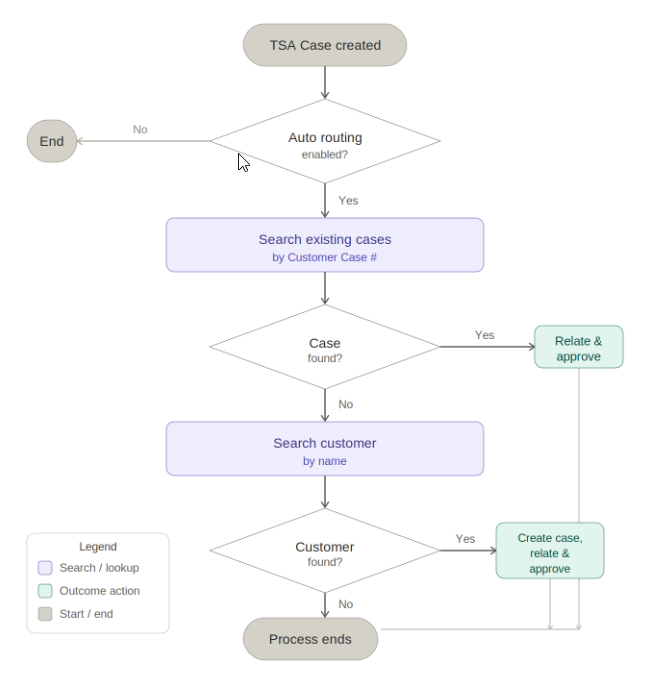 TSA Case created
Auto routing
enabled?
No
End
Yes
Search existing cases
by Customer Case #
Case
found?
Yes
Relate &
approve
No
Search customer
by name
Customer
found?
Yes
Create case,
relate &
approve
No
Process ends
Legend
Search / lookup
Outcome action
Start / end